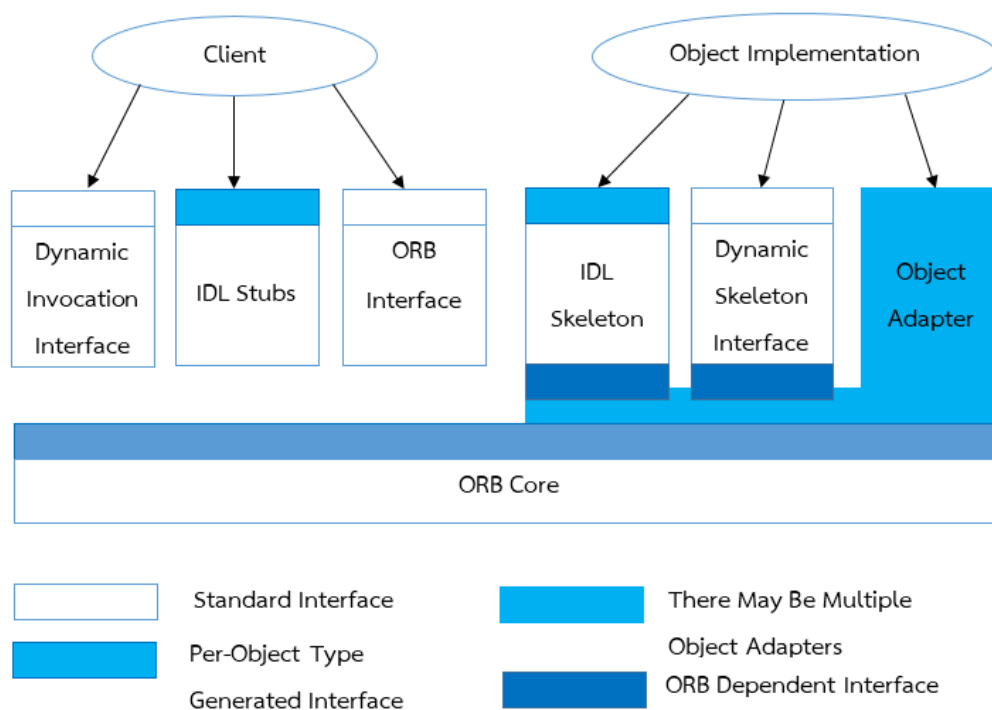 Client
Object Implementation
Dynamic
Invocation
Interface
IDL Stubs
ORB
Interface
IDL
Skeleton
Dynamic
Skeleton
Interface
Object
Adapter
ORB Core
Standard Interface
Per-Object Type
Generated Interface
There May Be Multiple
Object Adapters
ORB Dependent Interface